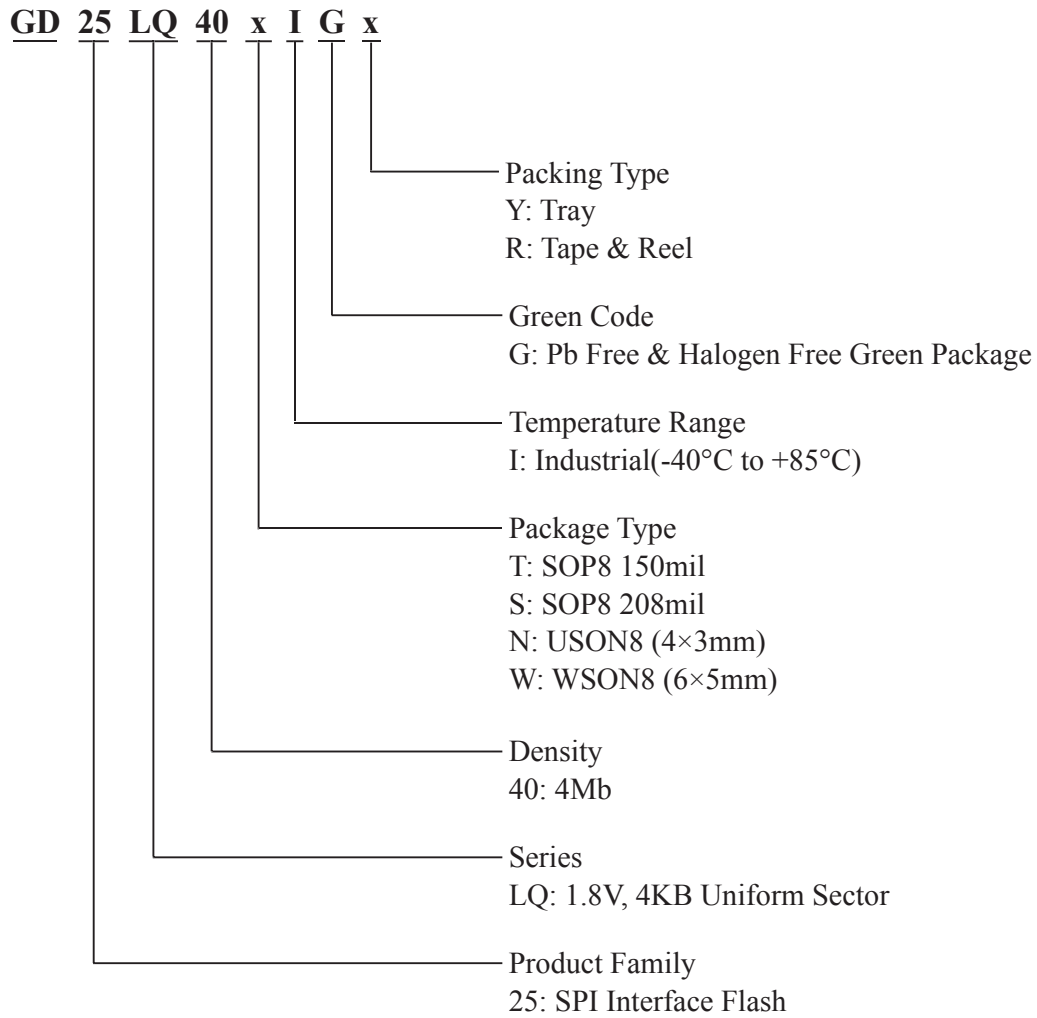 GD 25 LQ 40 x I G x
Packing Type
Y: Tray
R: Tape & Reel
Green Code
G: Pb Free & Halogen Free Green Package
Temperature Range
I: Industrial(-40°C to +85°C)
Package Type
T: SOP8 150mil
S: SOP8 208mil
N: USON8 (4×3mm)
W: WSON8 (6×5mm)
Density
40: 4Mb
Series
LQ: 1.8V, 4KB Uniform Sector
Product Family
25: SPI Interface Flash